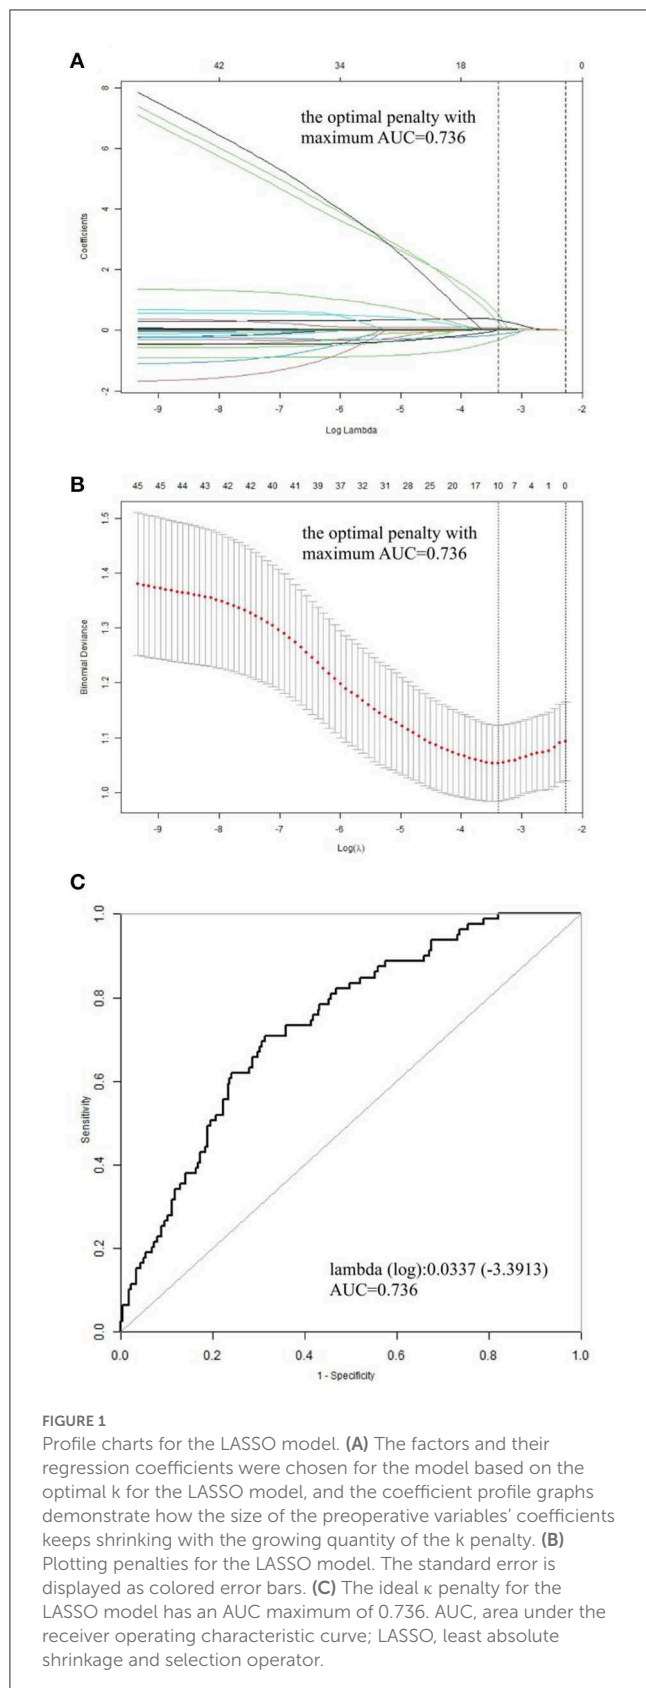 A
42 34 18 0
the optimal penalty with
maximum AUC=0.736
8
6
4
2
0
-2
Coefficients
-9 -8 -7 -6 -5 -4 -3 -2
Log Lambda
B
45 45 44 43 42 42 40 41 39 37 32 31 28 25 20 17 10 7 4 1 0
the optimal penalty with
maximum AUC=0.736
1.5
1.4
1.3
1.2
1.1
1.0
Binomial Deviance
-9 -8 -7 -6 -5 -4 -3 -2
Log(λ)
C
1.0
0.8
0.6
0.4
0.2
0.0
Sensitivity
lambda (log):0.0337 (-3.3913)
AUC=0.736
0.0 0.2 0.4 0.6 0.8 1.0
1 - Specificity
FIGURE 1
Profile charts for the LASSO model. (A) The factors and their
regression coefficients were chosen for the model based on the
optimal k for the LASSO model, and the coefficient profile graphs
demonstrate how the size of the preoperative variables' coefficients
keeps shrinking with the growing quantity of the k penalty. (B)
Plotting penalties for the LASSO model. The standard error is
displayed as colored error bars. (C) The ideal κ penalty for the
LASSO model has an AUC maximum of 0.736. AUC, area under the
receiver operating characteristic curve; LASSO, least absolute
shrinkage and selection operator.